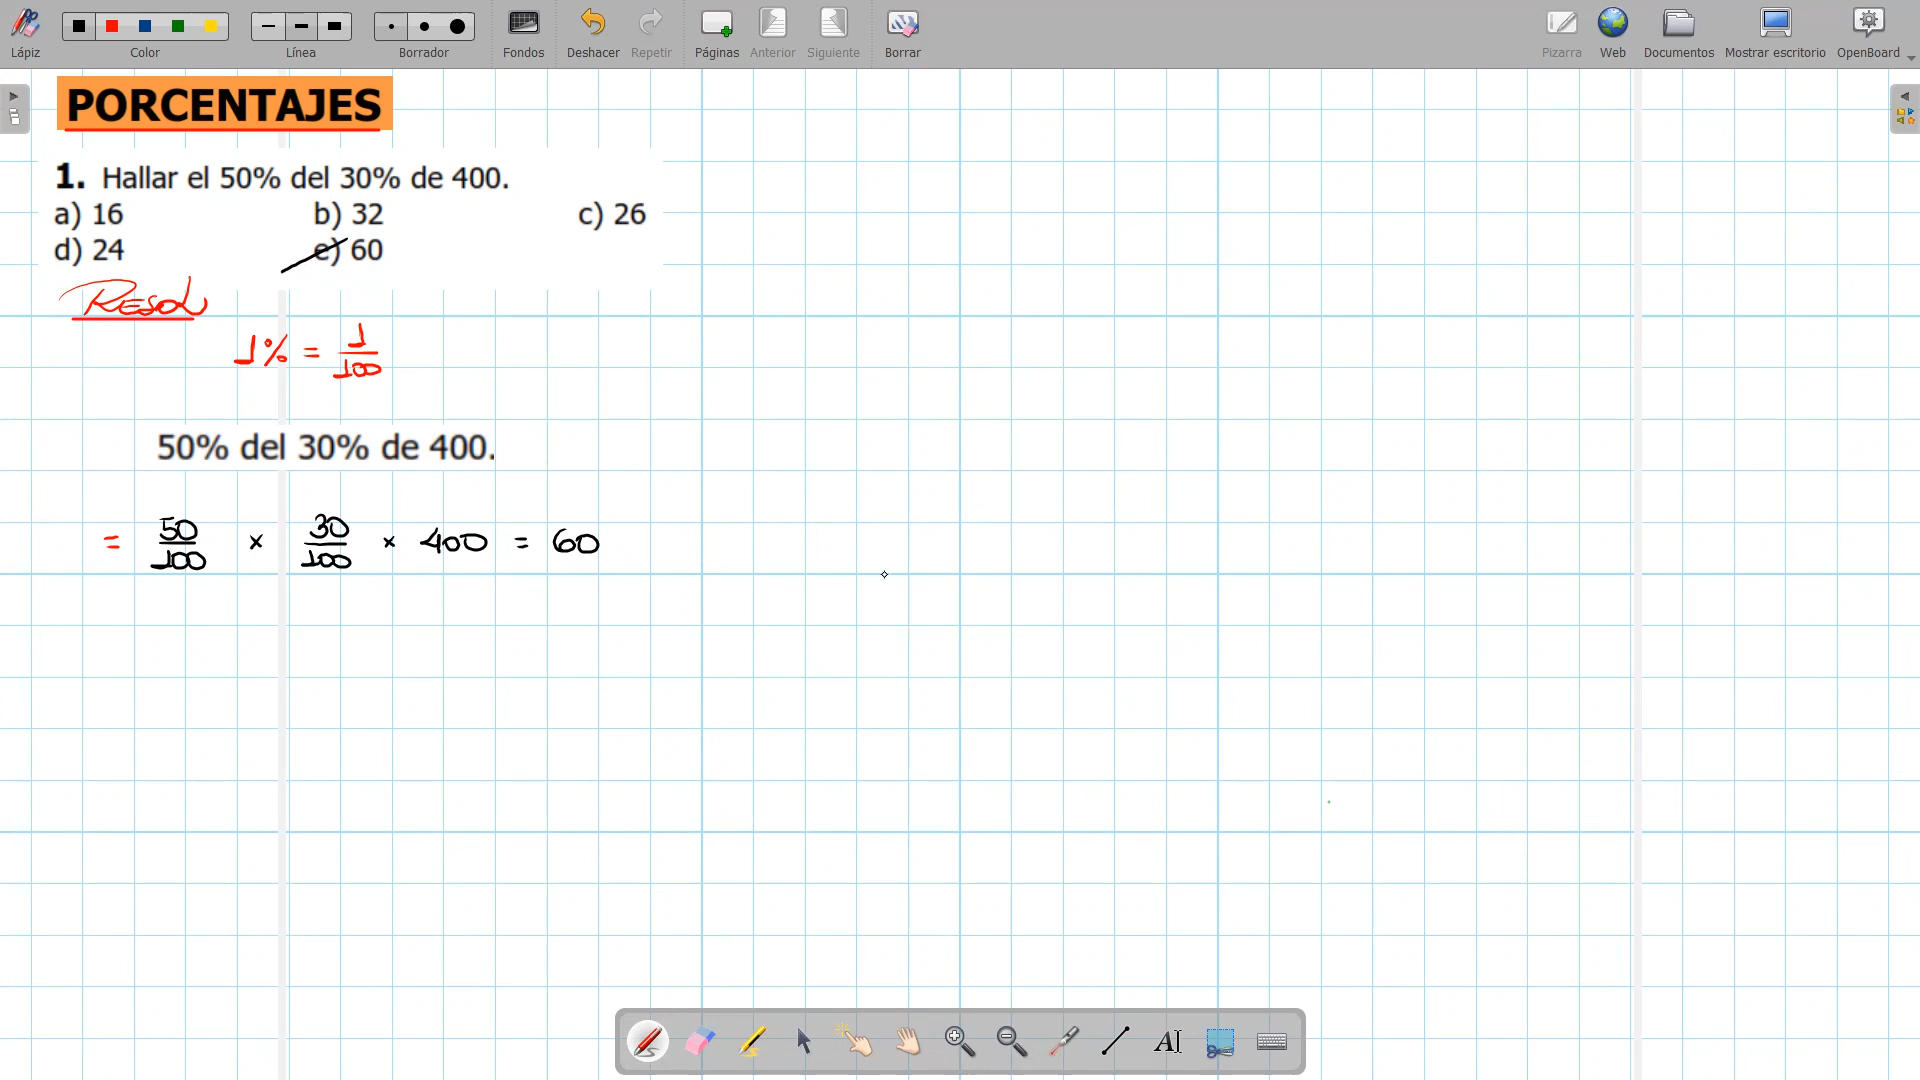 Lápiz
Color
Línea
Borrador
Fondos
Deshacer
Repetir
Páginas
Anterior
Siguiente
Borrar
Pizarra
Web
Documentos
Mostrar escritorio
OpenBoard
PORCENTAJES
1. Hallar el 50% del 30% de 400.
a) 16 b) 32 c) 26
d) 24 e) 60
RESOL
1% = 1/100
50% del 30% de 400.
= 50/100 × 30/100 × 400 = 60